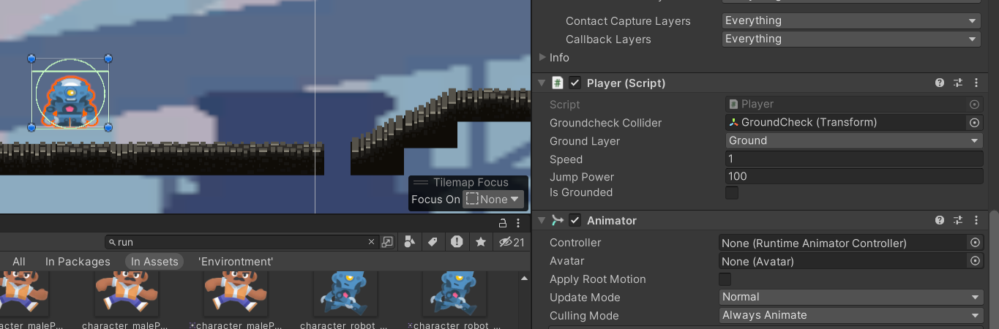 Contact Capture Layers Everything
Callback Layers Everything
Info
# Player (Script)
Script # Player
Groundcheck Collider GroundCheck (Transform)
Ground Layer Ground
Speed 1
Jump Power 100
Is Grounded
Tilemap Focus
Focus On None
Animator
Controller None (Runtime Animator Controller)
Avatar None (Avatar)
Apply Root Motion
Update Mode Normal
Culling Mode Always Animate
run 21
All In Packages In Assets 'Environtment'
acter_maleP... character_maleP... character_maleP... character_robot_... character_robot_...